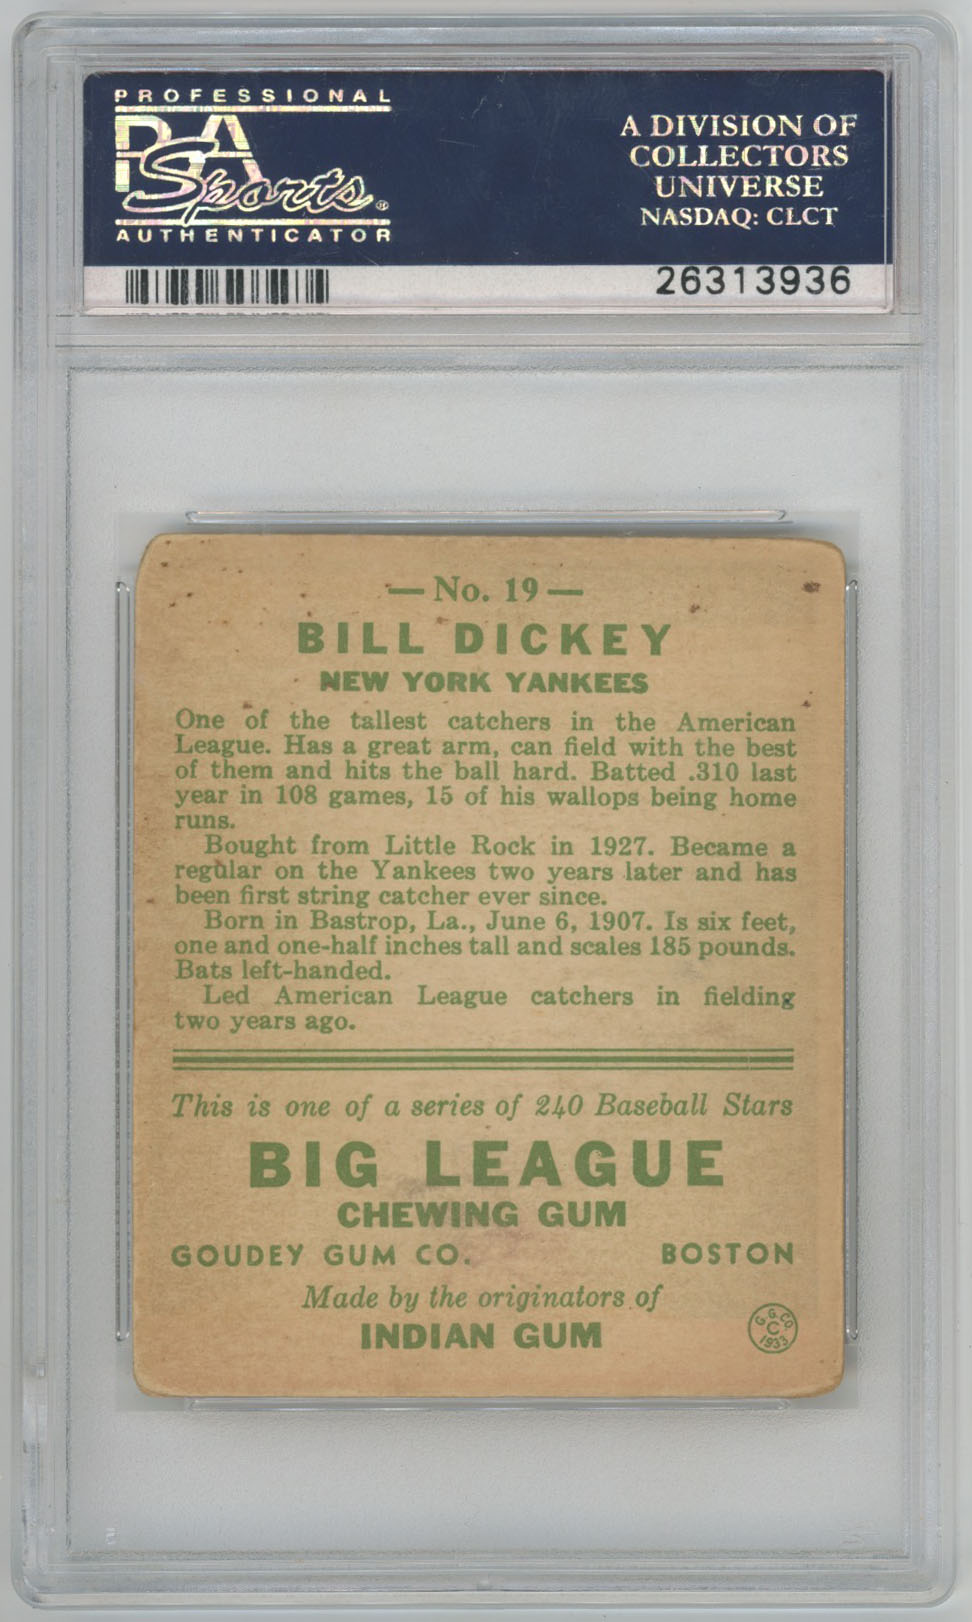 PROFESSIONAL
PSA
Sports®
AUTHENTICATOR
A DIVISION OF
COLLECTORS
UNIVERSE
NASDAQ: CLCT
26313936
— No. 19 —
BILL DICKEY
NEW YORK YANKEES
One of the tallest catchers in the American
League. Has a great arm, can field with the best
of them and hits the ball hard. Batted .310 last
year in 108 games, 15 of his wallops being home
runs.
Bought from Little Rock in 1927. Became a
regular on the Yankees two years later and has
been first string catcher ever since.
Born in Bastrop, La., June 6, 1907. Is six feet,
one and one-half inches tall and scales 185 pounds.
Bats left-handed.
Led American League catchers in fielding
two years ago.
This is one of a series of 240 Baseball Stars
BIG LEAGUE
CHEWING GUM
GOUDEY GUM CO. BOSTON
Made by the originators of
INDIAN GUM
G. G. CO.
C
1933